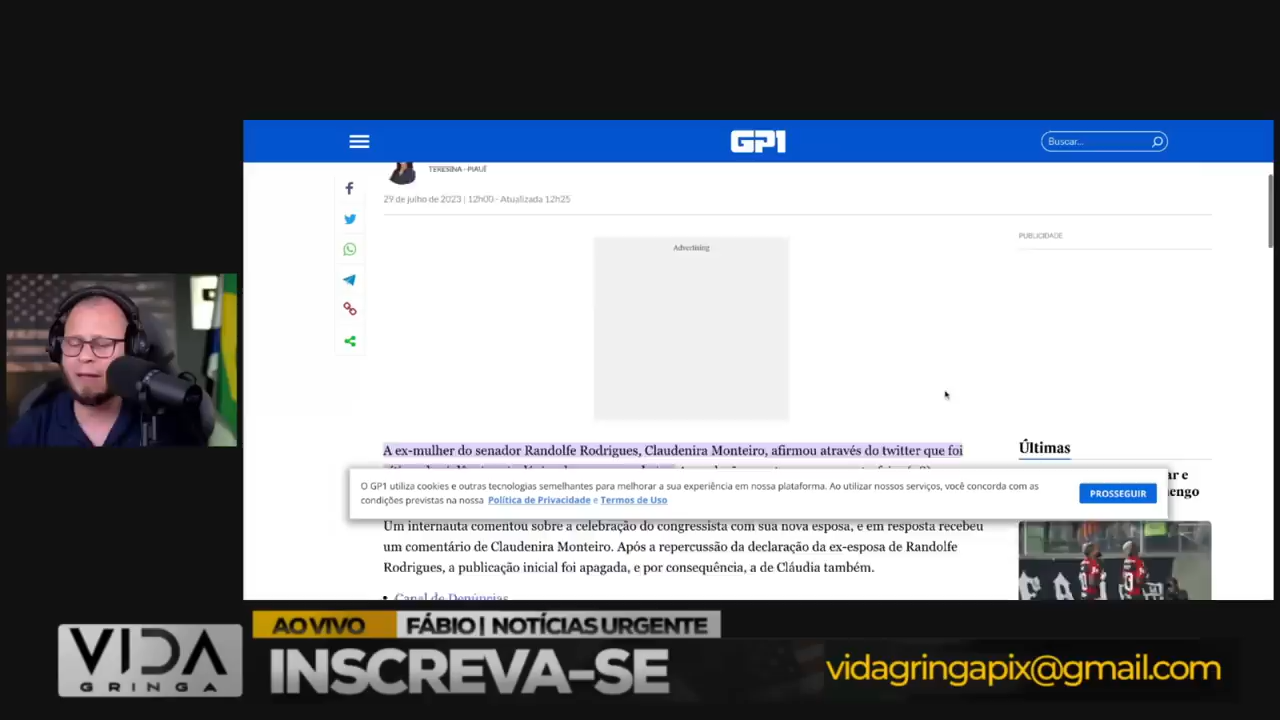 GP1
Buscar...
TERESINA - PIAUÍ
29 de julho de 2023 | 12h00 - Atualizada 12h25
Advertising
PUBLICIDADE
A ex-mulher do senador Randolfe Rodrigues, Claudenira Monteiro, afirmou através do twitter que foi
Últimas
ar e
nengo
O GP1 utiliza cookies e outras tecnologias semelhantes para melhorar a sua experiência em nossa plataforma. Ao utilizar nossos serviços, você concorda com as
condições previstas na nossa Política de Privacidade e Termos de Uso
PROSSEGUIR
Um internauta comentou sobre a celebração do congressista com sua nova esposa, e em resposta recebeu
um comentário de Claudenira Monteiro. Após a repercussão da declaração da ex-esposa de Randolfe
Rodrigues, a publicação inicial foi apagada, e por consequência, a de Cláudia também.
Canal de Denúncias
AO VIVO FÁBIO | NOTÍCIAS URGENTE
VIDA
GRINGA
INSCREVA-SE
vidagringapix@gmail.com